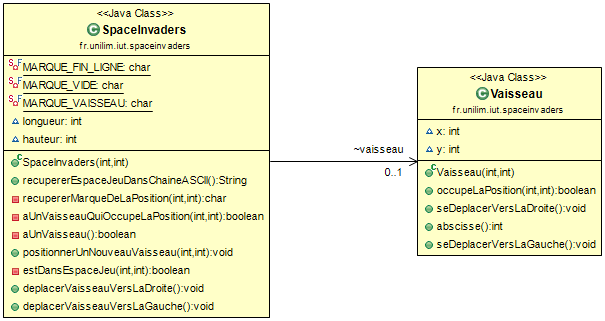 <<Java Class>>
SpaceInvaders
fr.unilim.iut.spaceinvaders
MARQUE_FIN_LIGNE: char
MARQUE_VIDE: char
MARQUE_VAISSEAU: char
longueur: int
hauteur: int
SpaceInvaders(int,int)
recupererEspaceJeuDansChaineASCII():String
recupererMarqueDeLaPosition(int,int):char
aUnVaisseauQuiOccupeLaPosition(int,int):boolean
aUnVaisseau():boolean
positionnerUnNouveauVaisseau(int,int):void
estDansEspaceJeu(int,int):boolean
deplacerVaisseauVersLaDroite():void
deplacerVaisseauVersLaGauche():void
~vaisseau
0..1
<<Java Class>>
Vaisseau
fr.unilim.iut.spaceinvaders
x: int
y: int
Vaisseau(int,int)
occupeLaPosition(int,int):boolean
seDeplacerVersLaDroite():void
abscisse():int
seDeplacerVersLaGauche():void